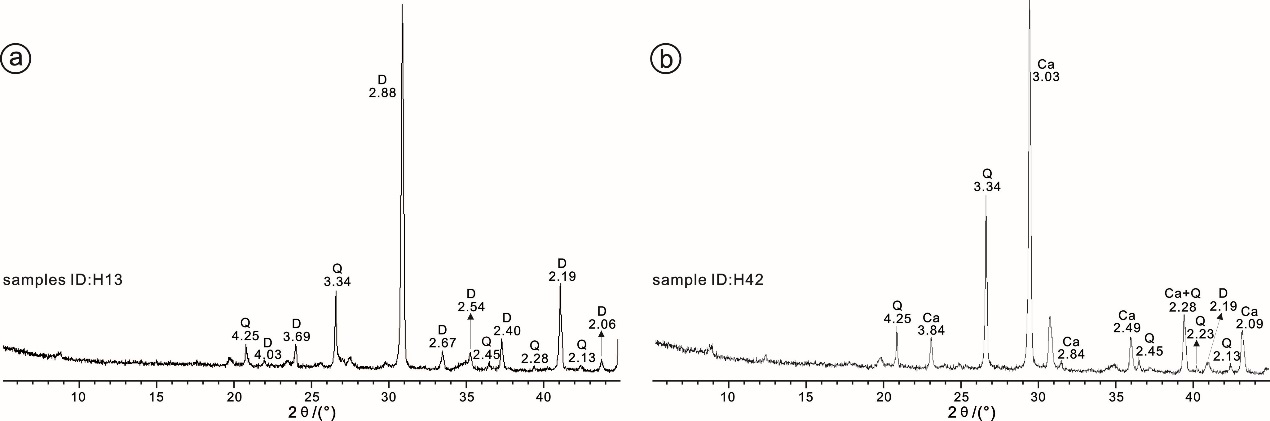 a
D
2.88
samples ID:H13
Q
4.25
D
4.03
D
3.69
Q
3.34
D
2.67
D
2.54
Q
2.45
D
2.40
Q
2.28
D
2.19
Q
2.13
D
2.06
10
15
20
25
30
35
40
2θ/(°)
b
Ca
3.03
Q
3.34
sample ID:H42
Q
4.25
Ca
3.84
Ca
2.84
Ca
2.49
Q
2.45
Ca+Q
2.28
Q
2.23
D
2.19
Q
2.13
Ca
2.09
10
15
20
25
30
35
40
2θ/(°)